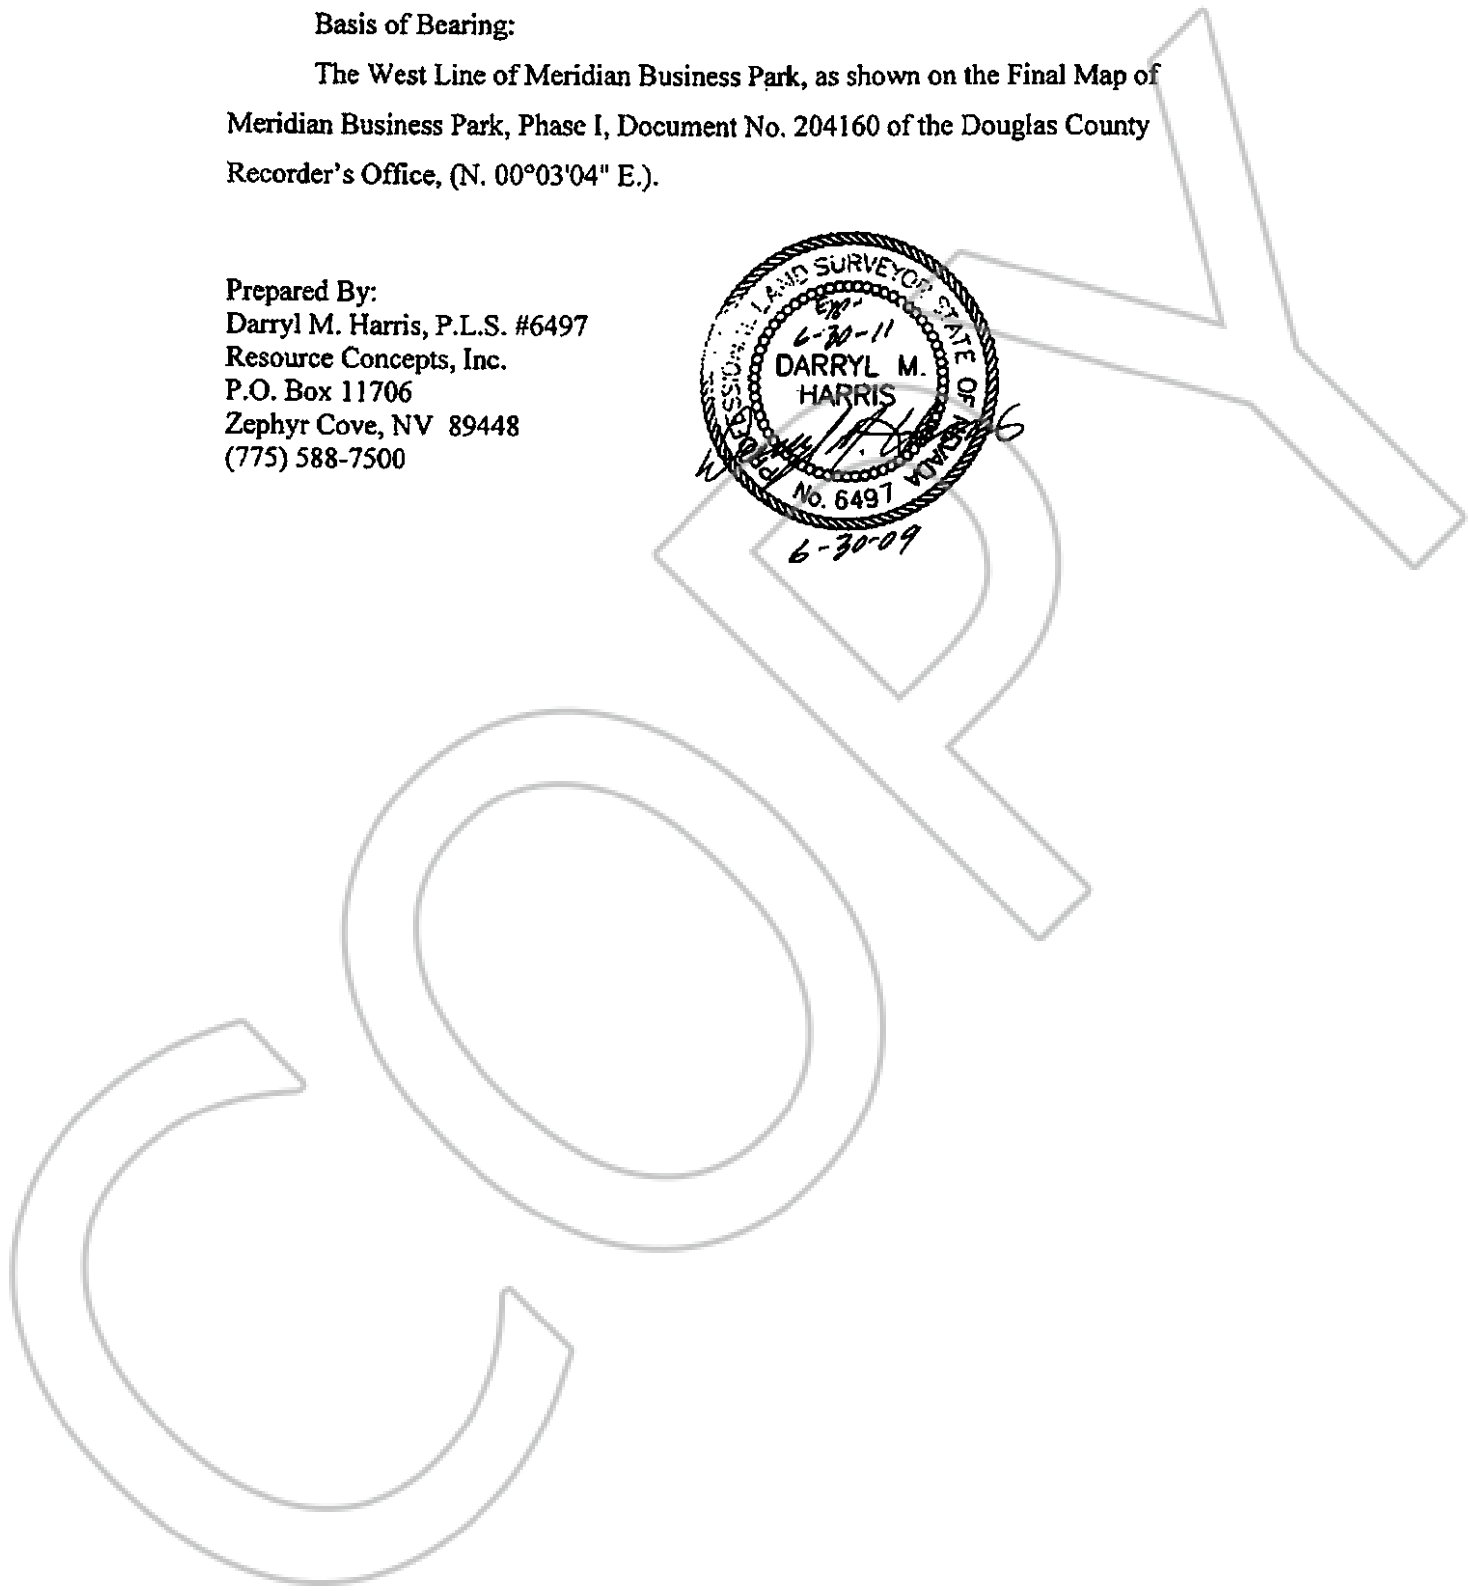 Basis of Bearing:
The West Line of Meridian Business Park, as shown on the Final Map of
Meridian Business Park, Phase I, Document No. 204160 of the Douglas County
Recorder's Office, (N. 00°03'04" E.).
Prepared By:
Darryl M. Harris, P.L.S. #6497
Resource Concepts, Inc.
P.O. Box 11706
Zephyr Cove, NV 89448
(775) 588-7500
PROFESSIONAL LAND SURVEYOR STATE OF NEVADA
Exp-
6-30-11
DARRYL M.
HARRIS
No. 6497
6-30-09
COPY